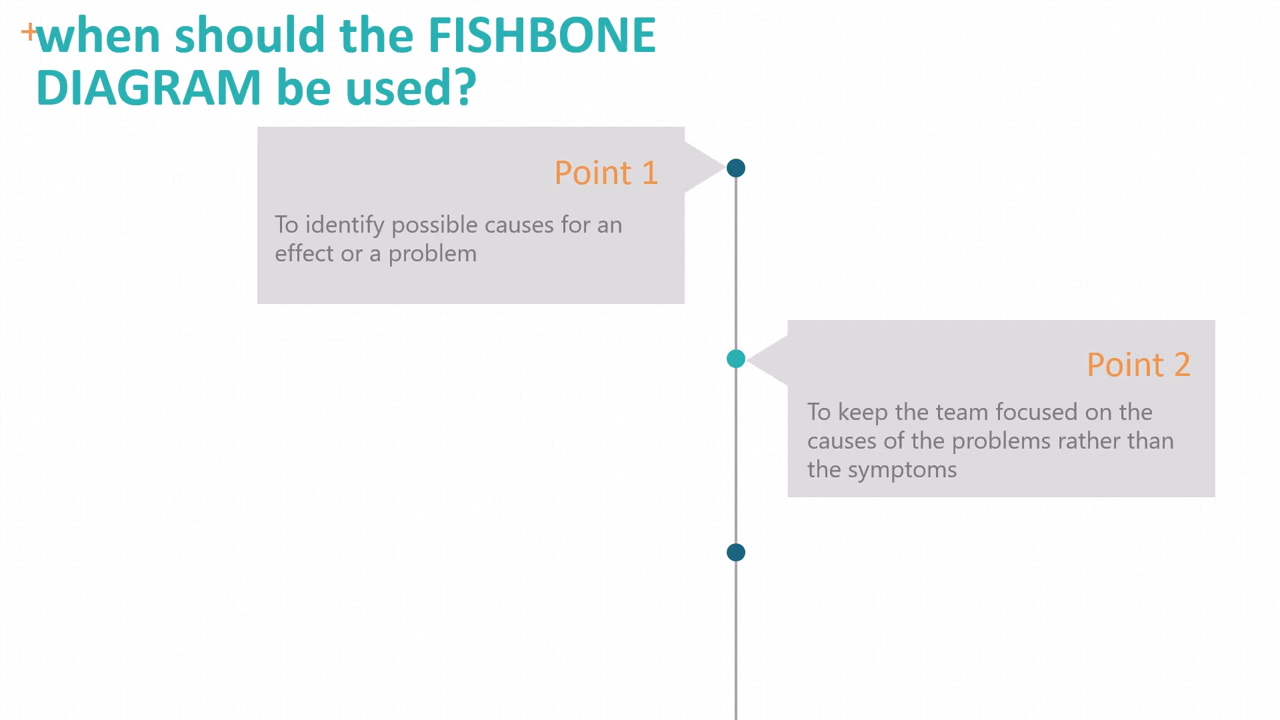 +when should the FISHBONE
DIAGRAM be used?
Point 1
To identify possible causes for an
effect or a problem
Point 2
To keep the team focused on the
causes of the problems rather than
the symptoms